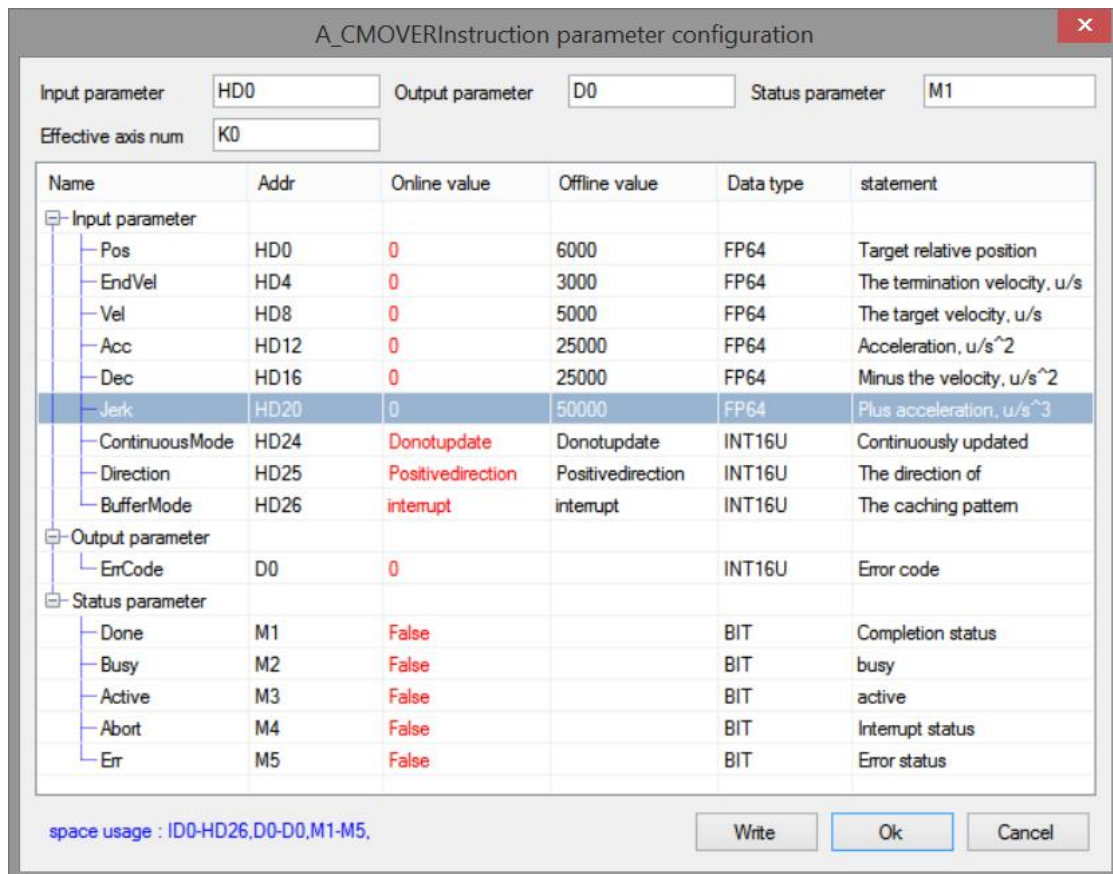 A_CMOVERInstruction parameter configuration
Input parameter HD0 Output parameter D0 Status parameter M1
Effective axis num K0
Name Addr Online value Offline value Data type statement
Input parameter
Pos HD0 0 6000 FP64 Target relative position
EndVel HD4 0 3000 FP64 The termination velocity, u/s
Vel HD8 0 5000 FP64 The target velocity, u/s
Acc HD12 0 25000 FP64 Acceleration, u/s^2
Dec HD16 0 25000 FP64 Minus the velocity, u/s^2
Jerk HD20 0 50000 FP64 Plus acceleration, u/s^3
ContinuousMode HD24 Donotupdate Donotupdate INT16U Continuously updated
Direction HD25 Positivedirection Positivedirection INT16U The direction of
BufferMode HD26 interrupt interrupt INT16U The caching pattern
Output parameter
ErrCode D0 0 INT16U Error code
Status parameter
Done M1 False BIT Completion status
Busy M2 False BIT busy
Active M3 False BIT active
Abort M4 False BIT Interrupt status
Err M5 False BIT Error status
space usage : ID0-HD26,D0-D0,M1-M5,
Write Ok Cancel